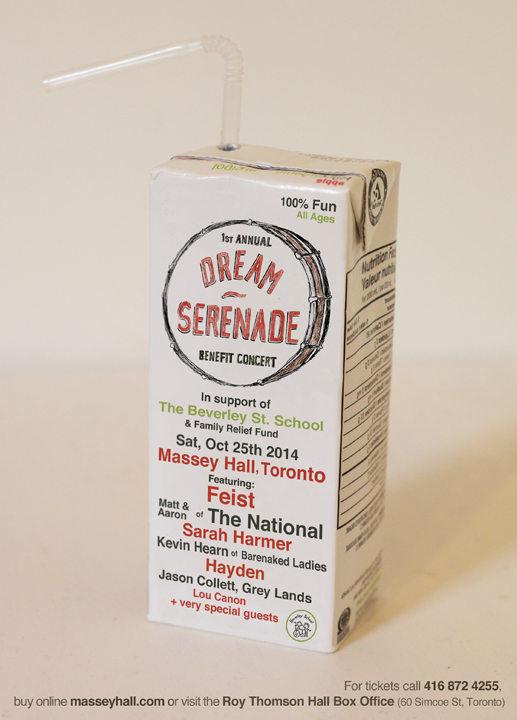 100% Fun
All Ages
1ST ANNUAL
DREAM
~
SERENADE
BENEFIT CONCERT
In support of
The Beverley St. School
& Family Relief Fund
Sat, Oct 25th 2014
Massey Hall, Toronto
Featuring:
Feist
Matt & Aaron of The National
Sarah Harmer
Kevin Hearn of Barenaked Ladies
Hayden
Jason Collett, Grey Lands
Lou Canon
+ very special guests
Nutrition Fac
Valeur nutriti
For tickets call 416 872 4255,
buy online masseyhall.com or visit the Roy Thomson Hall Box Office (60 Simcoe St, Toronto)